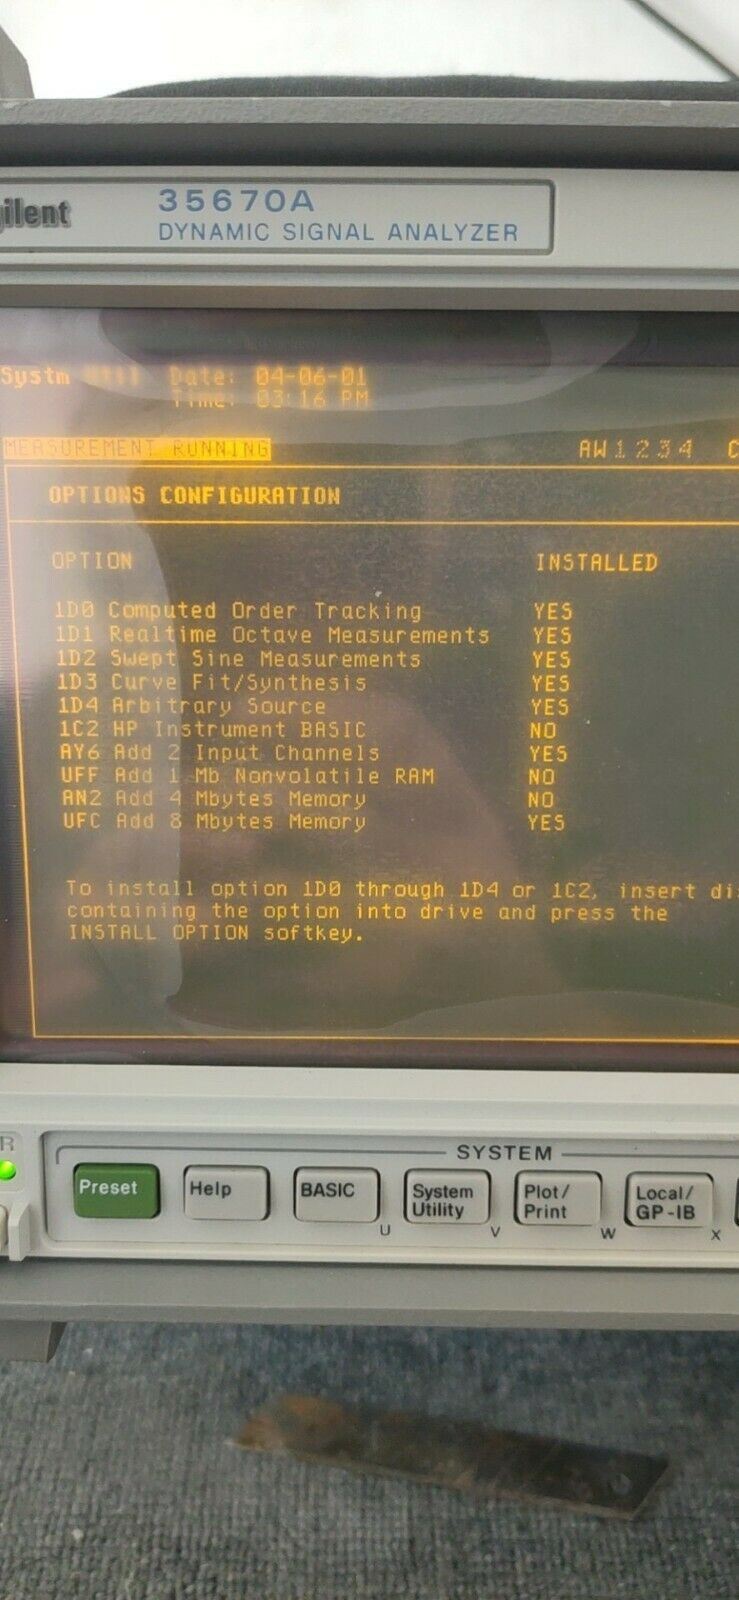 gilent
35670A
DYNAMIC SIGNAL ANALYZER
Systm Util Date: 04-06-01
Time: 03:16 PM
MEASUREMENT RUNNING AW1234 C
OPTIONS CONFIGURATION
OPTION INSTALLED
1D0 Computed Order Tracking YES
1D1 Realtime Octave Measurements YES
1D2 Swept Sine Measurements YES
1D3 Curve Fit/Synthesis YES
1D4 Arbitrary Source YES
1C2 HP Instrument BASIC NO
AY6 Add 2 Input Channels YES
UFF Add 1 Mb Nonvolatile RAM NO
AN2 Add 4 Mbytes Memory NO
UFC Add 8 Mbytes Memory YES
To install option 1D0 through 1D4 or 1C2, insert di
containing the option into drive and press the
INSTALL OPTION softkey.
R
SYSTEM
Preset Help BASIC System Utility Plot/ Print Local/ GP-IB
U V W X